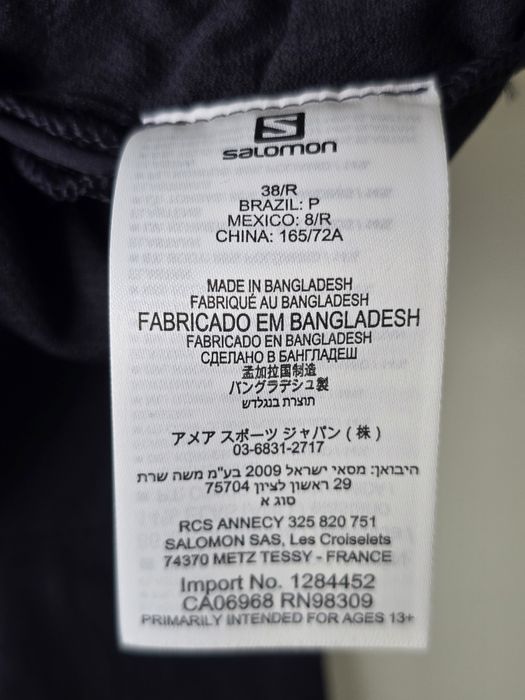 S
salomon
38/R
BRAZIL: P
MEXICO: 8/R
CHINA: 165/72A
MADE IN BANGLADESH
FABRIQUÉ AU BANGLADESH
FABRICADO EM BANGLADESH
FABRICADO EN BANGLADESH
СДЕЛАНО В БАНГЛАДЕШ
孟加拉国制造
バングラデシュ製
תוצרת בנגלדש
アメア スポーツ ジャパン ( 株 )
03-6831-2717
היבואן: מסאי ישראל 2009 בע"מ משה שרת
29 ראשון לציון 75704
סוג א
RCS ANNECY 325 820 751
SALOMON SAS, Les Croiselets
74370 METZ TESSY - FRANCE
Import No. 1284452
CA06968 RN98309
PRIMARILY INTENDED FOR AGES 13+